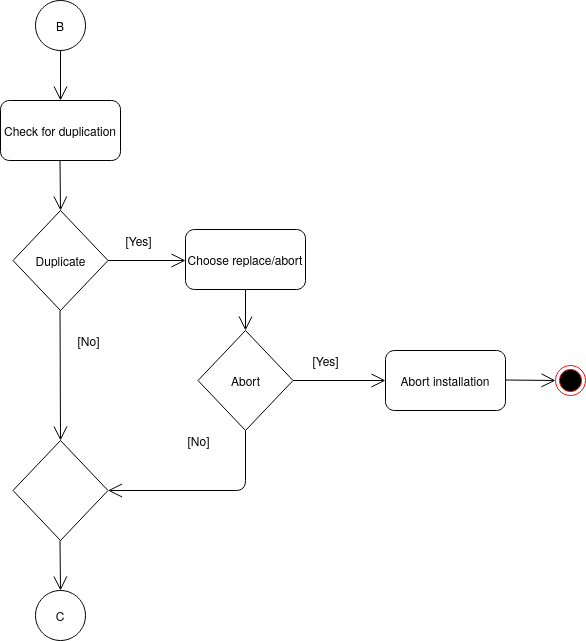 B
Check for duplication
[Yes]
Duplicate
Choose replace/abort
[No]
[Yes]
Abort
Abort installation
[No]
C